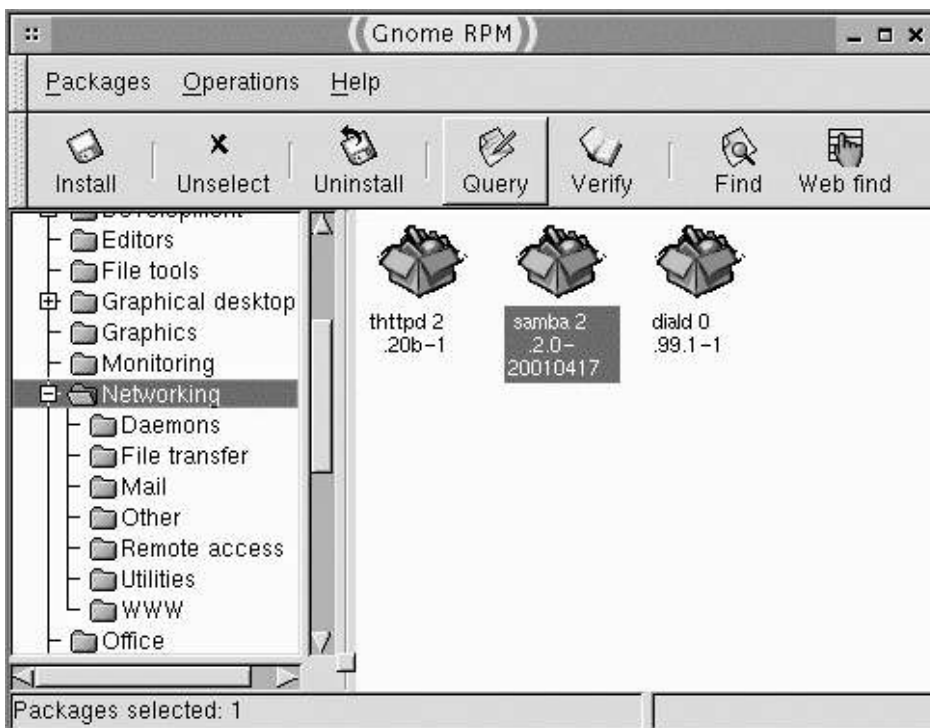 Gnome RPM
Packages Operations Help
Install Unselect Uninstall Query Verify Find Web find
Development
Editors
File tools
Graphical desktop
Graphics
Monitoring
Networking
Daemons
File transfer
Mail
Other
Remote access
Utilities
WWW
Office
thttpd 2
.20b-1
samba 2
.2.0-
20010417
diald 0
.99.1-1
Packages selected: 1